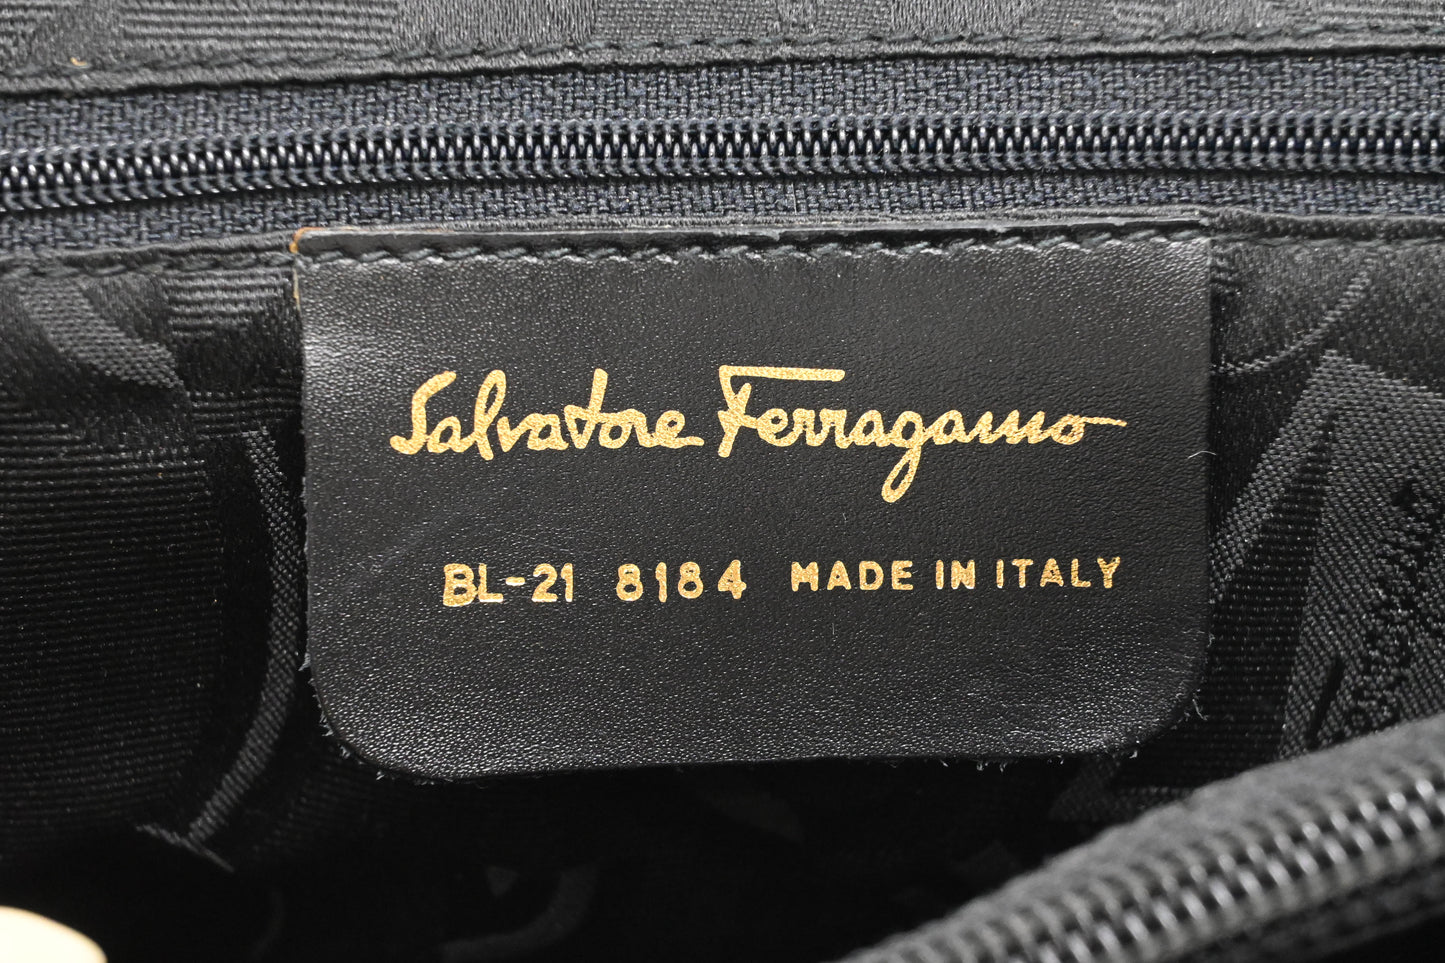 Salvatore Ferragamo
BL-21 8184 MADE IN ITALY